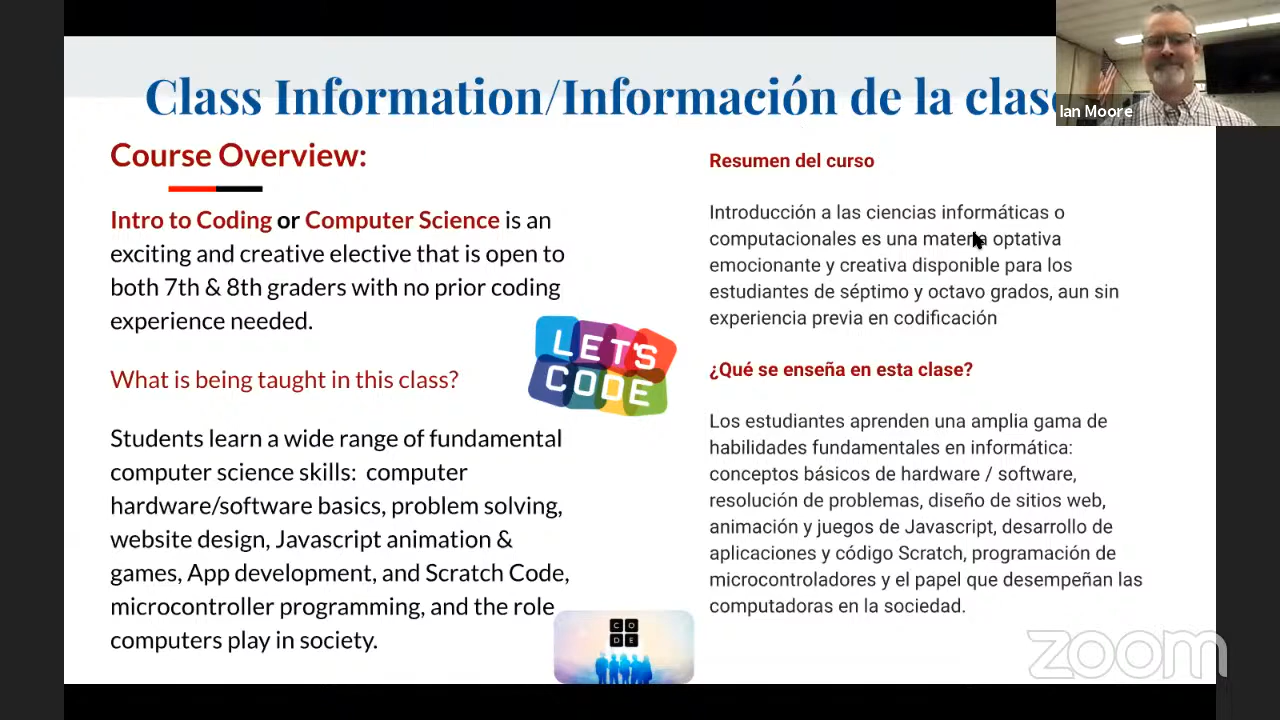 Class Information/Información de la clase
Ian Moore
Course Overview:
Intro to Coding or Computer Science is an
exciting and creative elective that is open to
both 7th & 8th graders with no prior coding
experience needed.
What is being taught in this class?
Students learn a wide range of fundamental
computer science skills: computer
hardware/software basics, problem solving,
website design, Javascript animation &
games, App development, and Scratch Code,
microcontroller programming, and the role
computers play in society.
LET'S
CODE
CO
DE
Resumen del curso
Introducción a las ciencias informáticas o
computacionales es una materia optativa
emocionante y creativa disponible para los
estudiantes de séptimo y octavo grados, aun sin
experiencia previa en codificación
¿Qué se enseña en esta clase?
Los estudiantes aprenden una amplia gama de
habilidades fundamentales en informática:
conceptos básicos de hardware / software,
resolución de problemas, diseño de sitios web,
animación y juegos de Javascript, desarrollo de
aplicaciones y código Scratch, programación de
microcontroladores y el papel que desempeñan las
computadoras en la sociedad.
zoom